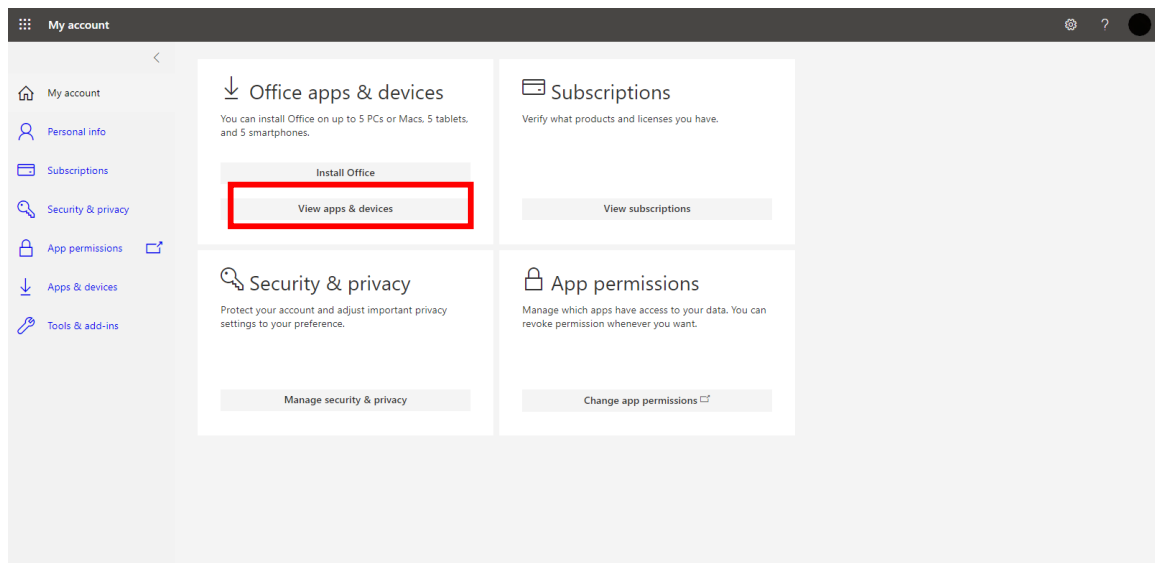 My account
?
My account
Personal info
Subscriptions
Security & privacy
App permissions
Apps & devices
Tools & add-ins
Office apps & devices
You can install Office on up to 5 PCs or Macs, 5 tablets,
and 5 smartphones.
Install Office
View apps & devices
Subscriptions
Verify what products and licenses you have.
View subscriptions
Security & privacy
Protect your account and adjust important privacy
settings to your preference.
Manage security & privacy
App permissions
Manage which apps have access to your data. You can
revoke permission whenever you want.
Change app permissions